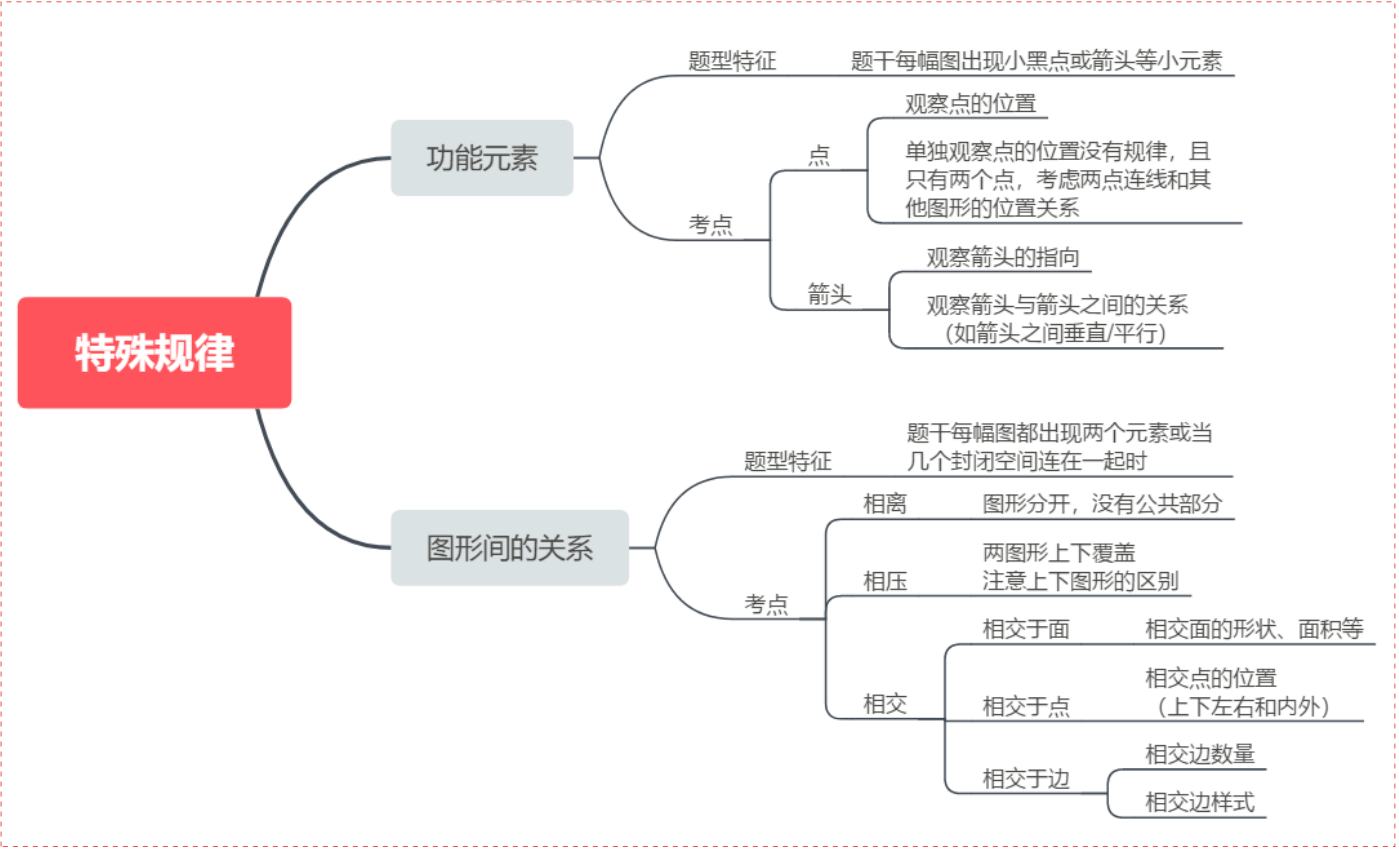 特殊规律
功能元素
题型特征
题干每幅图出现小黑点或箭头等小元素
考点
点
观察点的位置
单独观察点的位置没有规律，且
只有两个点，考虑两点连线和其
他图形的位置关系
箭头
观察箭头的指向
观察箭头与箭头之间的关系
（如箭头之间垂直/平行）
图形间的关系
题型特征
题干每幅图都出现两个元素或当
几个封闭空间连在一起时
考点
相离
图形分开，没有公共部分
相压
两图形上下覆盖
注意上下图形的区别
相交
相交于面
相交面的形状、面积等
相交于点
相交点的位置
（上下左右和内外）
相交于边
相交边数量
相交边样式